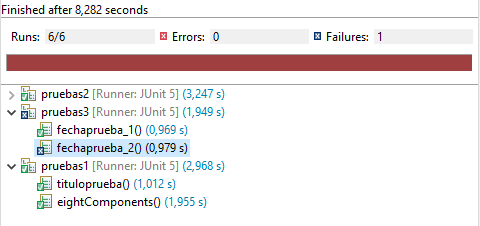 Finished after 8,282 seconds
Runs: 6/6 Errors: 0 Failures: 1
pruebas2 [Runner: JUnit 5] (3,247 s)
pruebas3 [Runner: JUnit 5] (1,949 s)
fechaprueba_1() (0,969 s)
fechaprueba_2() (0,979 s)
pruebas1 [Runner: JUnit 5] (2,968 s)
tituloprueba() (1,012 s)
eightComponents() (1,955 s)